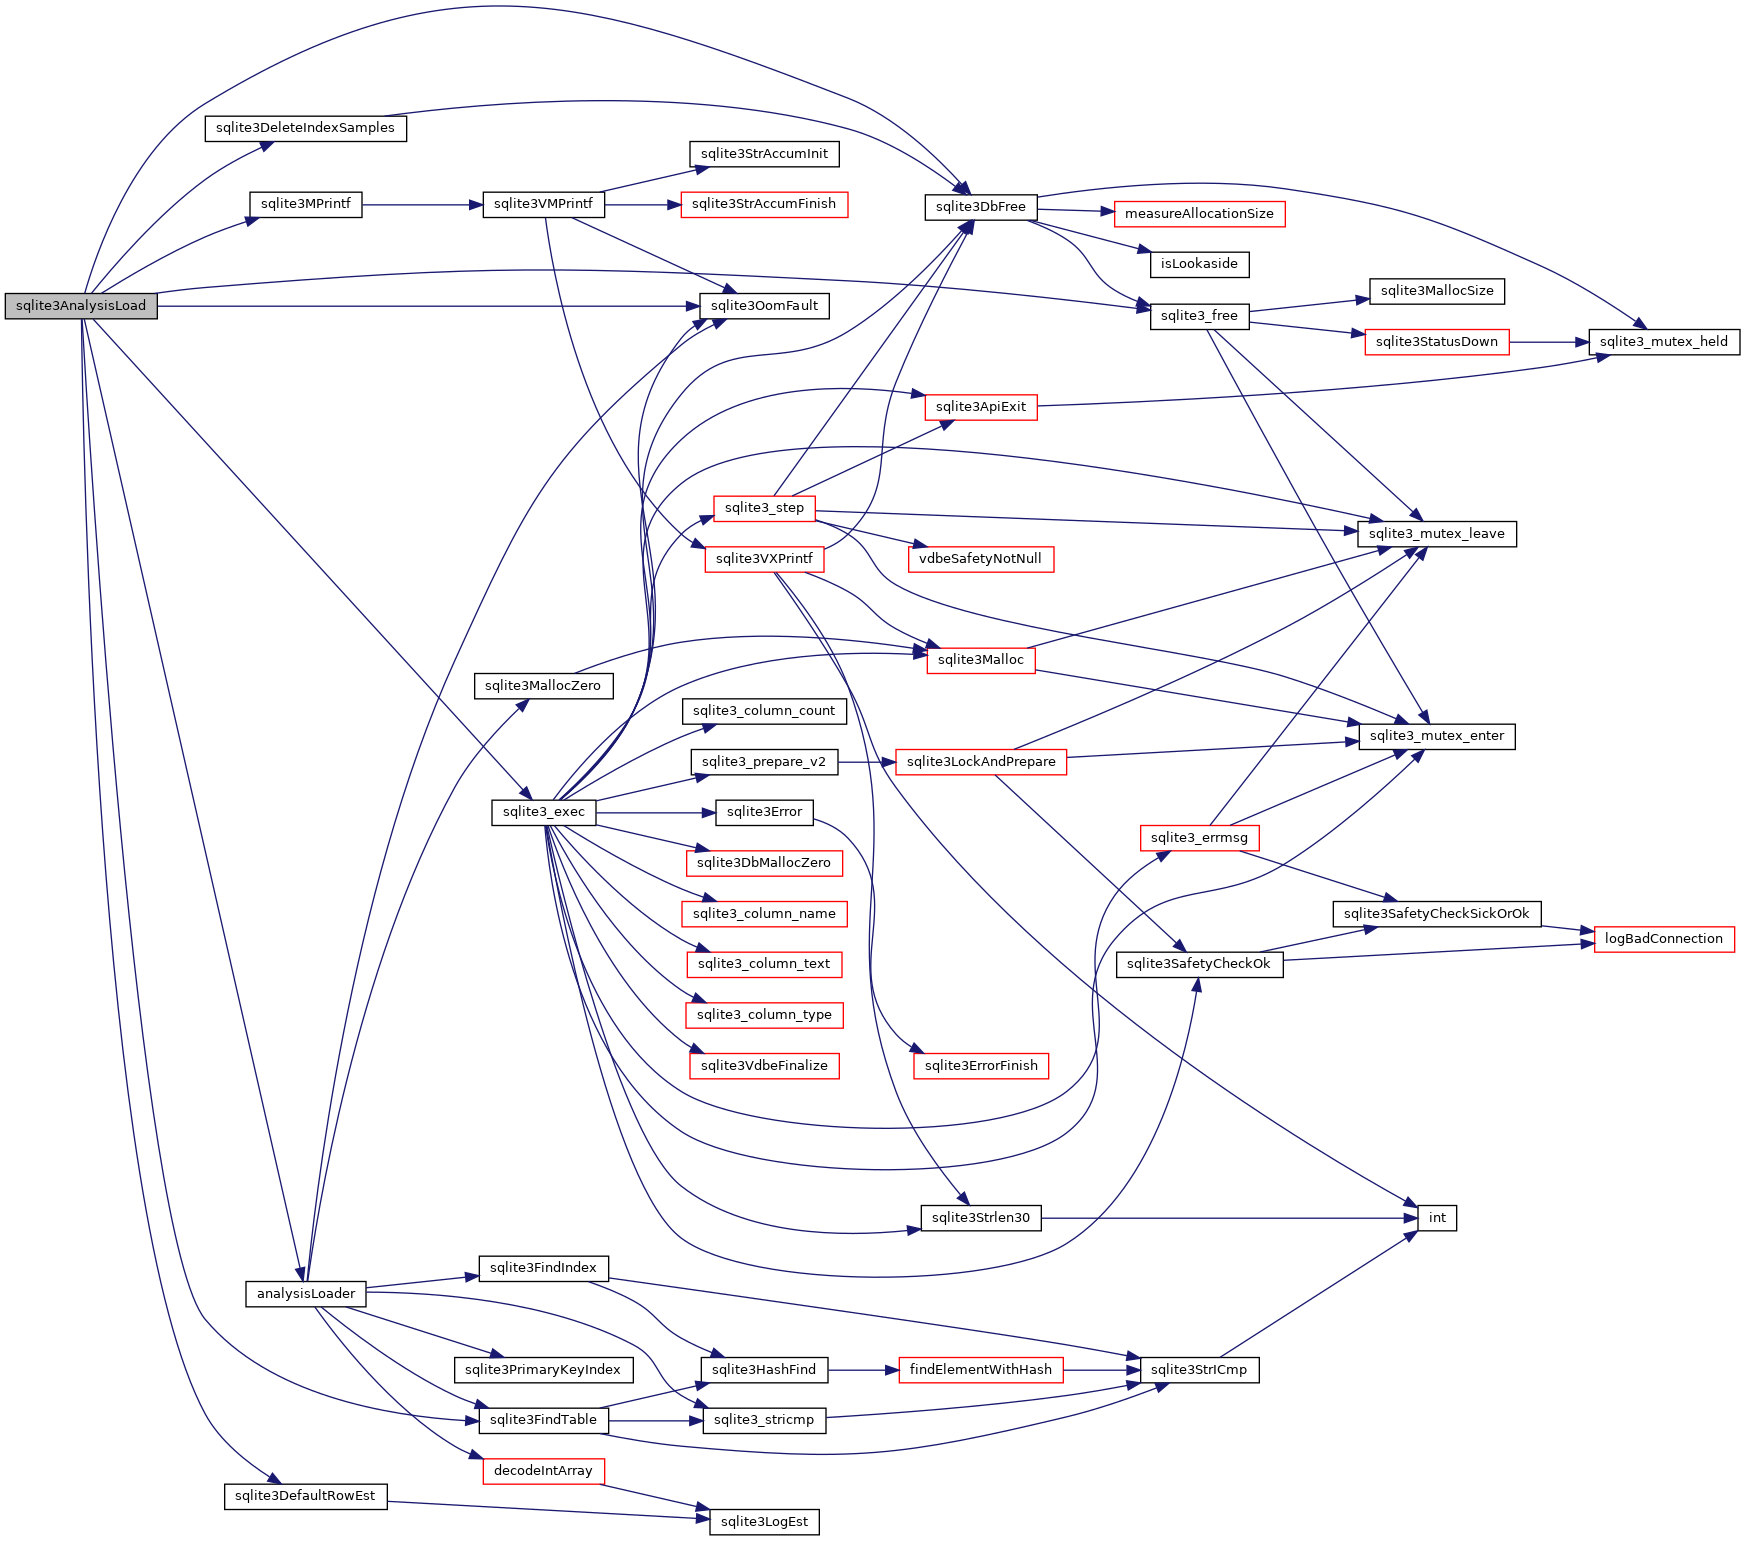 sqlite3AnalysisLoad
sqlite3DeleteIndexSamples
sqlite3MPrintf
sqlite3VMPrintf
sqlite3StrAccumInit
sqlite3StrAccumFinish
sqlite3OomFault
sqlite3DbFree
measureAllocationSize
isLookaside
sqlite3_free
sqlite3MallocSize
sqlite3StatusDown
sqlite3_mutex_held
sqlite3ApiExit
sqlite3_step
sqlite3VXPrintf
vdbeSafetyNotNull
sqlite3_mutex_leave
sqlite3Malloc
sqlite3MallocZero
sqlite3_column_count
sqlite3_prepare_v2
sqlite3LockAndPrepare
sqlite3_mutex_enter
sqlite3_exec
sqlite3Error
sqlite3_errmsg
sqlite3DbMallocZero
sqlite3_column_name
sqlite3SafetyCheckSickOrOk
logBadConnection
sqlite3_column_text
sqlite3SafetyCheckOk
sqlite3_column_type
sqlite3VdbeFinalize
sqlite3ErrorFinish
sqlite3Strlen30
int
analysisLoader
sqlite3FindIndex
sqlite3PrimaryKeyIndex
sqlite3HashFind
findElementWithHash
sqlite3StrICmp
sqlite3FindTable
sqlite3_stricmp
decodeIntArray
sqlite3DefaultRowEst
sqlite3LogEst